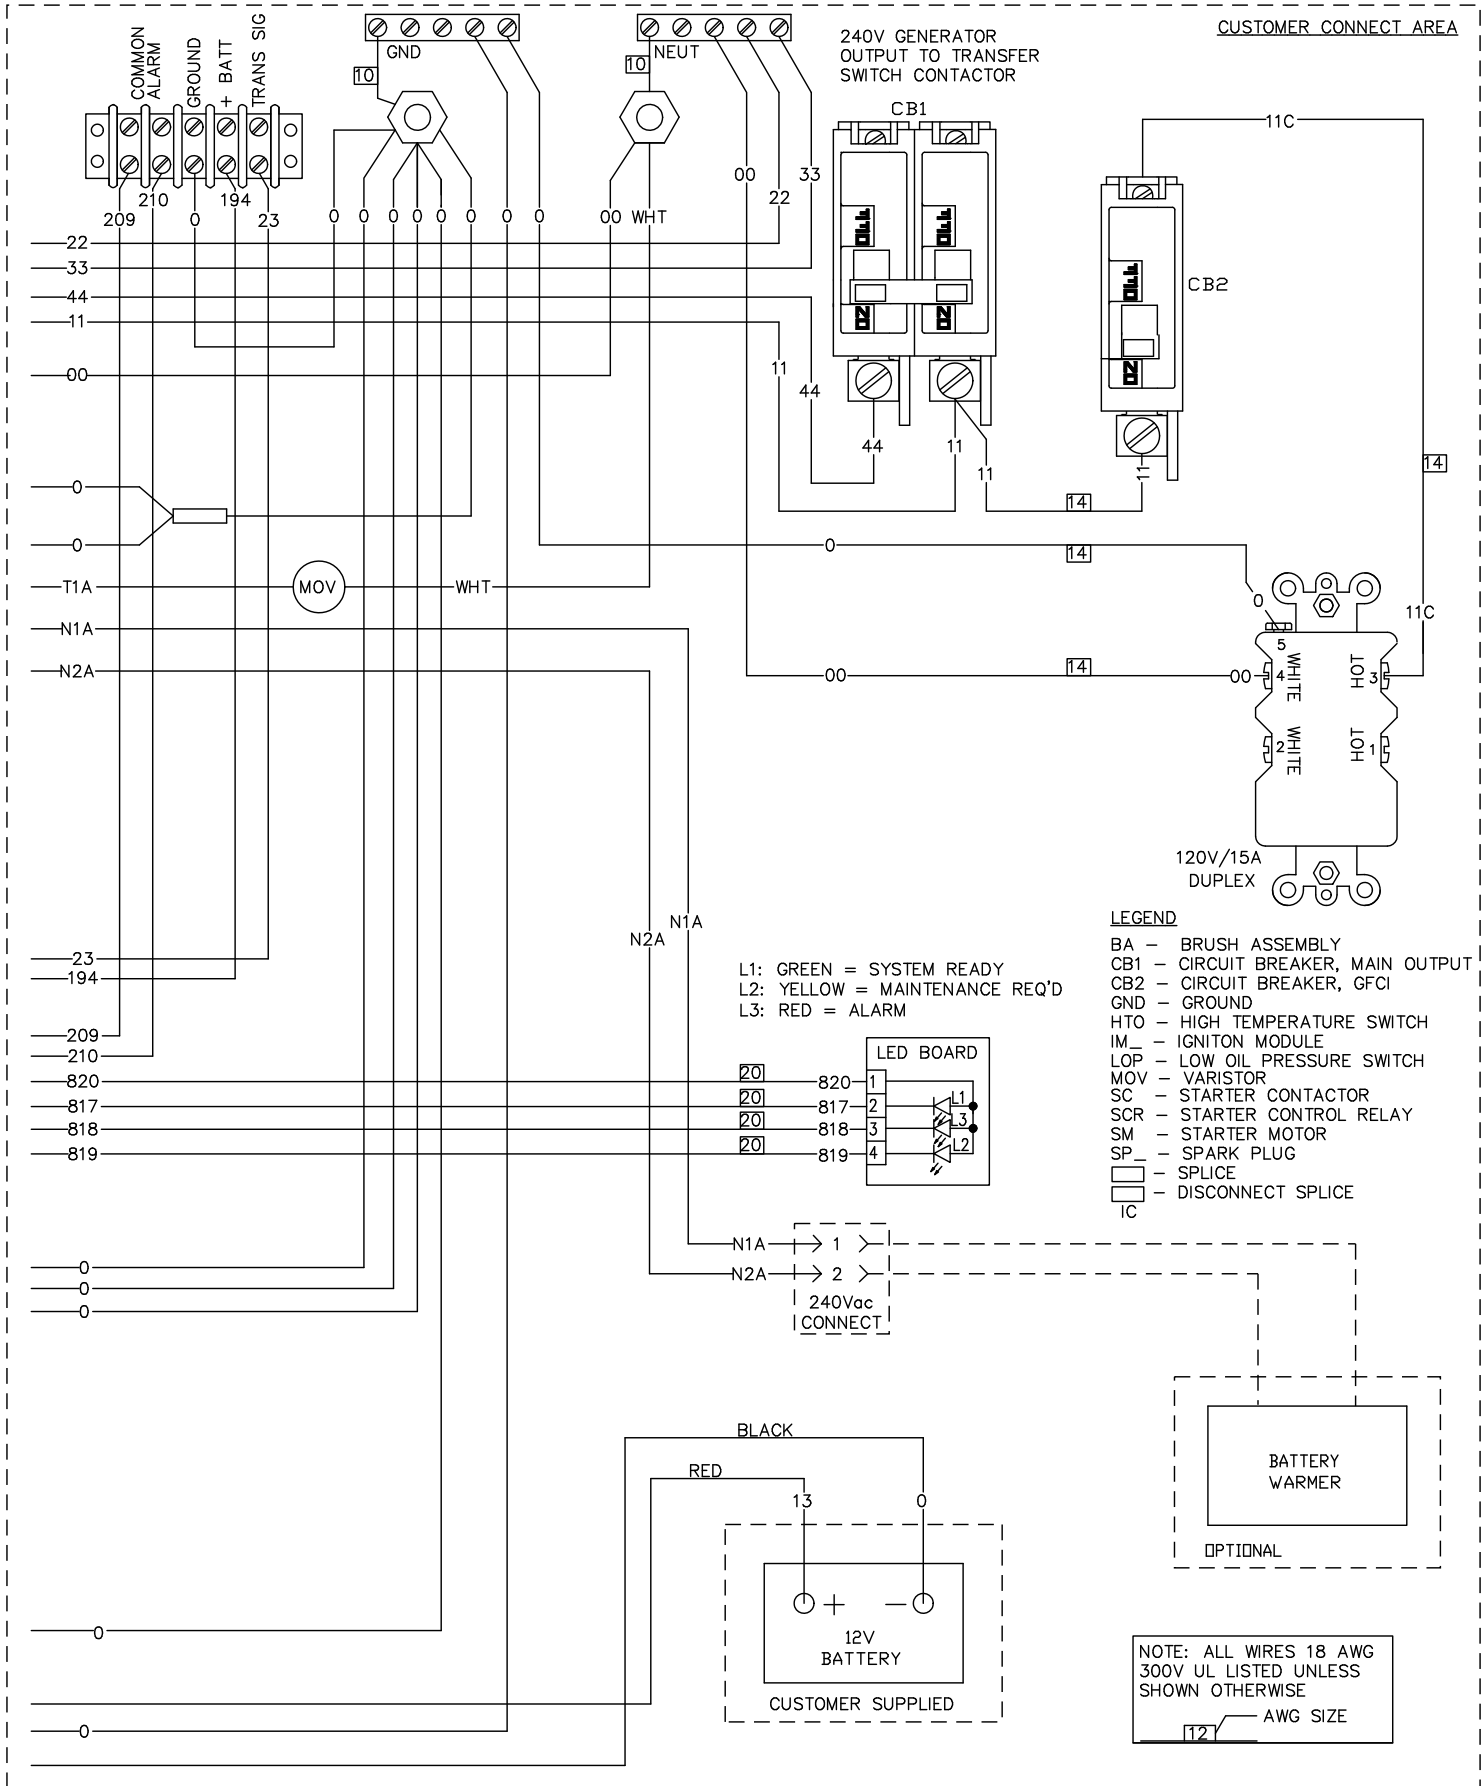 CUSTOMER CONNECT AREA
COMMON
ALARM
GROUND
+ BATT
TRANS SIG
GND
10
NEUT
10
240V GENERATOR
OUTPUT TO TRANSFER
SWITCH CONTACTOR
CB1
11C
OFF
OFF
ON
ON
CB2
OFF
ON
209
210
0
194
23
0
0
0
0
0
0
0
0
00
WHT
00
22
33
22
33
44
11
00
11
44
44
11
11
11
14
14
0
0
0
14
T1A
MOV
WHT
N1A
N2A
00
14
00
0
11C
5
4
WHITE
HOT
3
2
WHITE
HOT
1
120V/15A
DUPLEX
N2A
N1A
23
194
209
210
820
817
818
819
L1: GREEN = SYSTEM READY
L2: YELLOW = MAINTENANCE REQ'D
L3: RED = ALARM
LED BOARD
20
820
1
20
817
2
L1
20
818
3
L3
20
819
4
L2
LEGEND
BA – BRUSH ASSEMBLY
CB1 – CIRCUIT BREAKER, MAIN OUTPUT
CB2 – CIRCUIT BREAKER, GFCI
GND – GROUND
HTO – HIGH TEMPERATURE SWITCH
IM_ – IGNITON MODULE
LOP – LOW OIL PRESSURE SWITCH
MOV – VARISTOR
SC – STARTER CONTACTOR
SCR – STARTER CONTROL RELAY
SM – STARTER MOTOR
SP_ – SPARK PLUG
– SPLICE
– DISCONNECT SPLICE
IC
N1A
1
N2A
2
240Vac
CONNECT
0
0
0
BATTERY
WARMER
OPTIONAL
BLACK
RED
13
0
+
–
12V
BATTERY
CUSTOMER SUPPLIED
0
0
NOTE: ALL WIRES 18 AWG
300V UL LISTED UNLESS
SHOWN OTHERWISE
12
AWG SIZE